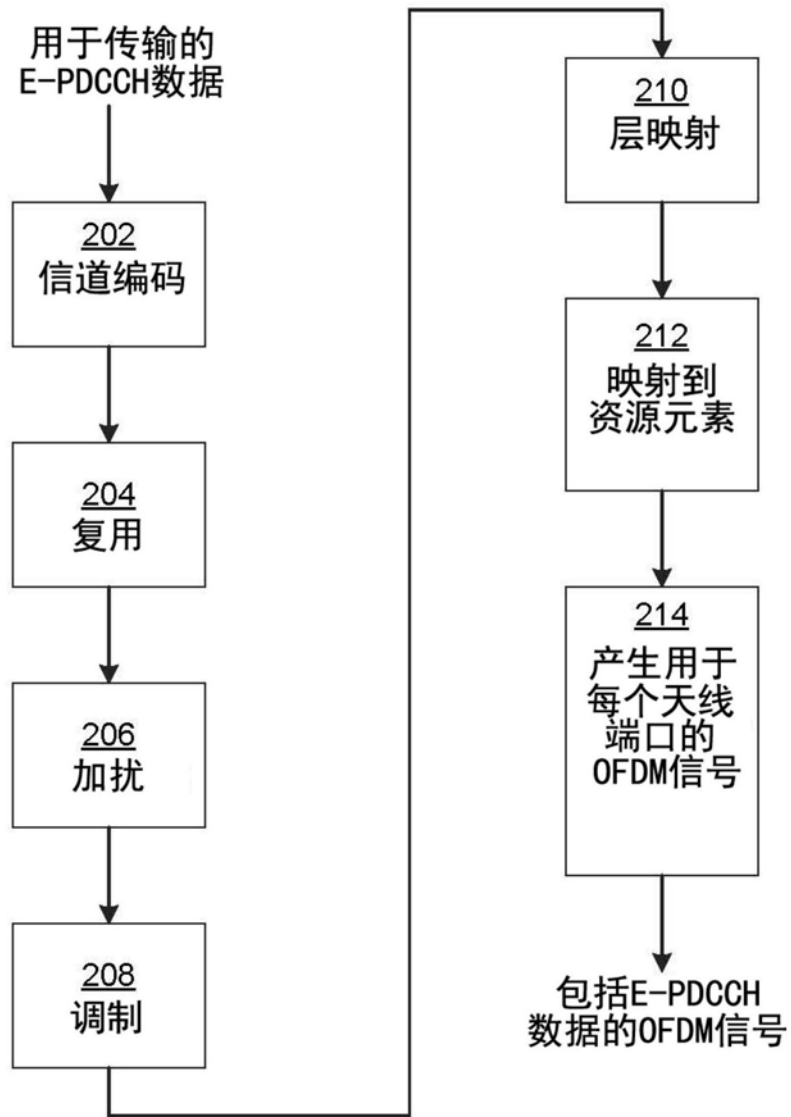 用于传输的
E-PDCCH数据
202
信道编码
204
复用
206
加扰
208
调制
210
层映射
212
映射到
资源元素
214
产生用于
每个天线
端口的
OFDM信号
包括E-PDCCH
数据的OFDM信号